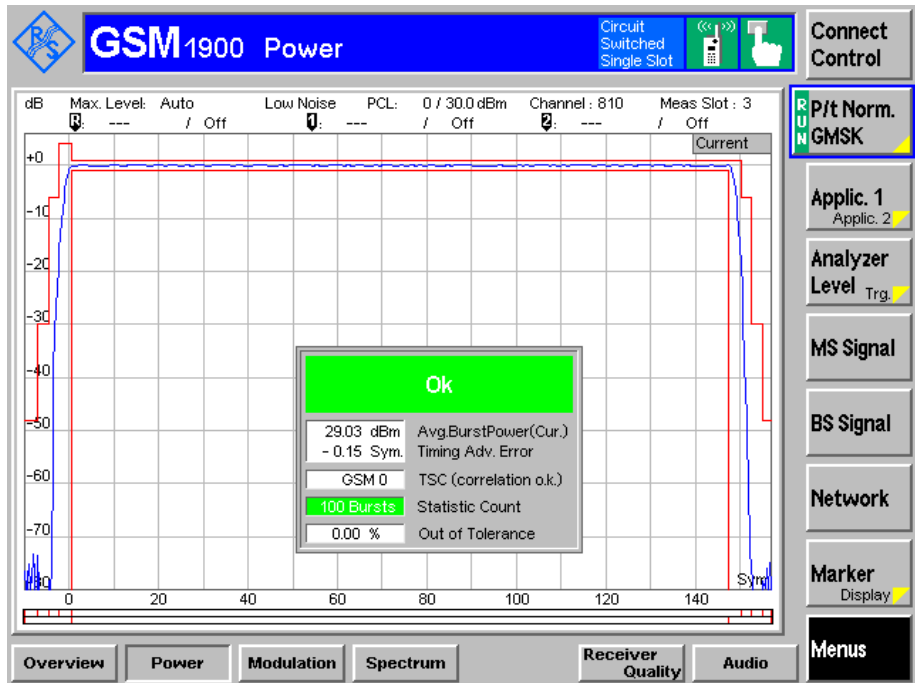 R&S
GSM 1900 Power
Circuit
Switched
Single Slot
Connect
Control
dB Max. Level: Auto Low Noise PCL: 0 / 30.0 dBm Channel : 810 Meas Slot : 3
R: --- / Off 1: --- / Off 2: --- / Off
Current
RUN
P/t Norm.
GMSK
Applic. 1
Applic. 2
Analyzer
Level Trg.
MS Signal
BS Signal
Network
Marker
Display
Menus
+0
-10
-20
-30
-40
-50
-60
-70
-80
Ok
29.03 dBm Avg.BurstPower(Cur.)
- 0.15 Sym. Timing Adv. Error
GSM 0 TSC (correlation o.k.)
100 Bursts Statistic Count
0.00 % Out of Tolerance
Sym
0 20 40 60 80 100 120 140
Overview Power Modulation Spectrum Receiver Quality Audio